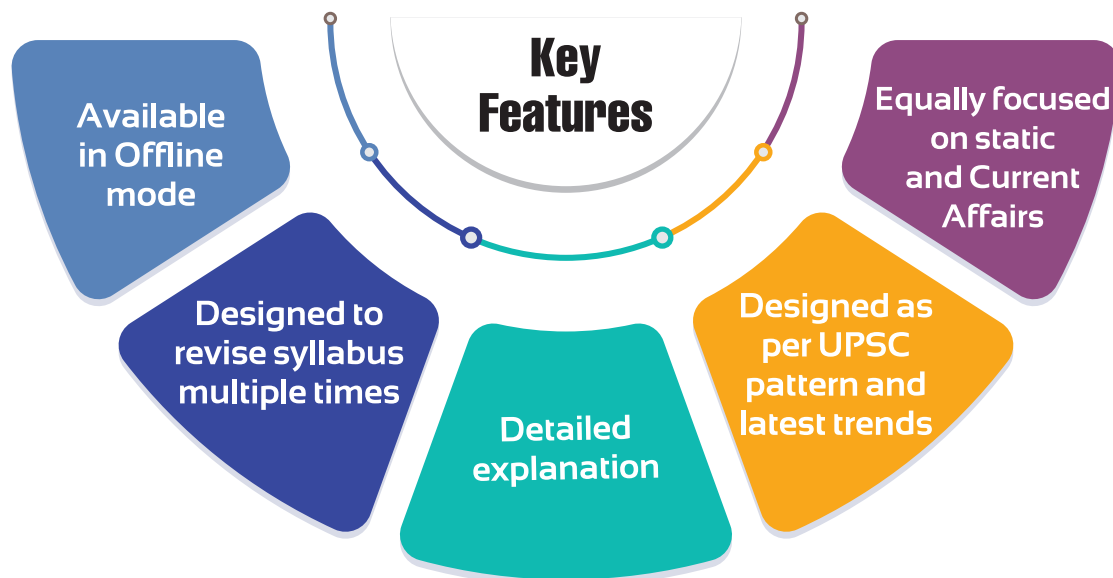 Key
Features
Available
in Offline
mode
Designed to
revise syllabus
multiple times
Detailed
explanation
Designed as
per UPSC
pattern and
latest trends
Equally focused
on static
and Current
Affairs